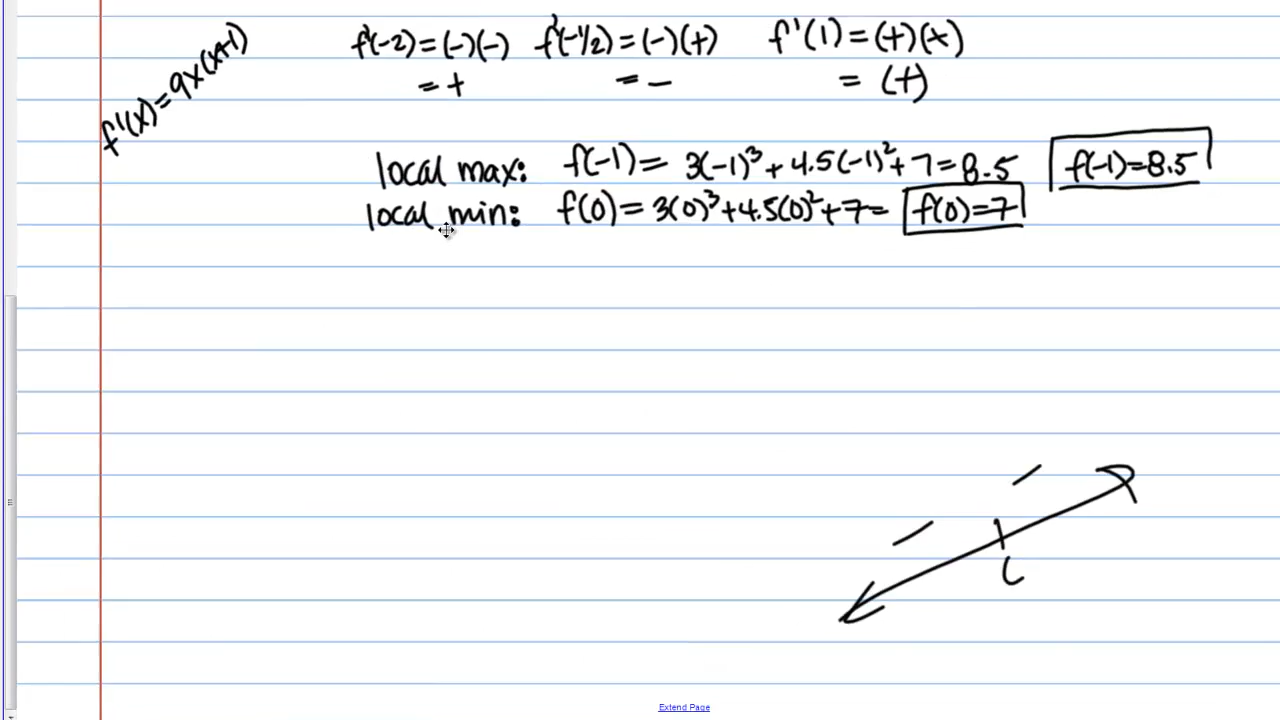 f'(x)=9x(x+1)
f'(-2)=(-)(-) f'(-1/2)=(-)(+) f'(1)=(+)(+)
=+ =- =(+)
local max: f(-1)= 3(-1)³+4.5(-1)²+7=8.5 f(-1)=8.5
local min: f(0)=3(0)³+4.5(0)²+7= f(0)=7
c
Extend Page